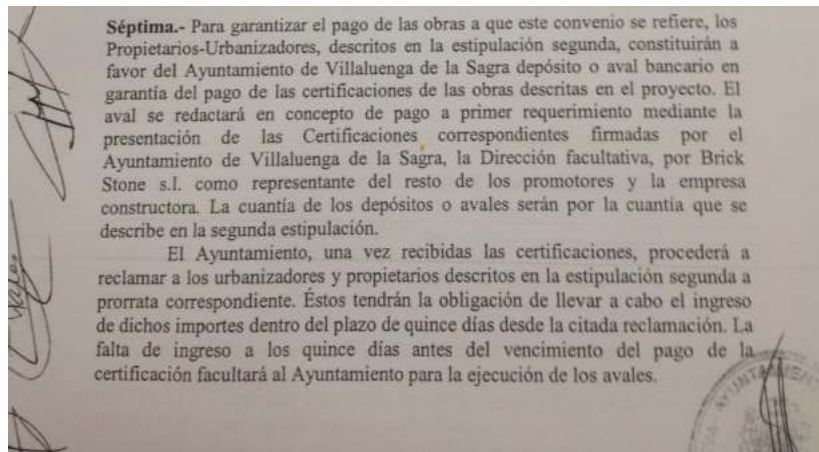 Séptima.- Para garantizar el pago de las obras a que este convenio se refiere, los
Propietarios-Urbanizadores, descritos en la estipulación segunda, constituirán a
favor del Ayuntamiento de Villaluenga de la Sagra depósito o aval bancario en
garantía del pago de las certificaciones de las obras descritas en el proyecto. El
aval se redactará en concepto de pago a primer requerimiento mediante la
presentación de las Certificaciones correspondientes firmadas por el
Ayuntamiento de Villaluenga de la Sagra, la Dirección facultativa, por Brick
Stone s.l. como representante del resto de los promotores y la empresa
constructora. La cuantía de los depósitos o avales serán por la cuantía que se
describe en la segunda estipulación.
El Ayuntamiento, una vez recibidas las certificaciones, procederá a
reclamar a los urbanizadores y propietarios descritos en la estipulación segunda a
prorrata correspondiente. Éstos tendrán la obligación de llevar a cabo el ingreso
de dichos importes dentro del plazo de quince días desde la citada reclamación. La
falta de ingreso a los quince días antes del vencimiento del pago de la
certificación facultará al Ayuntamiento para la ejecución de los avales.